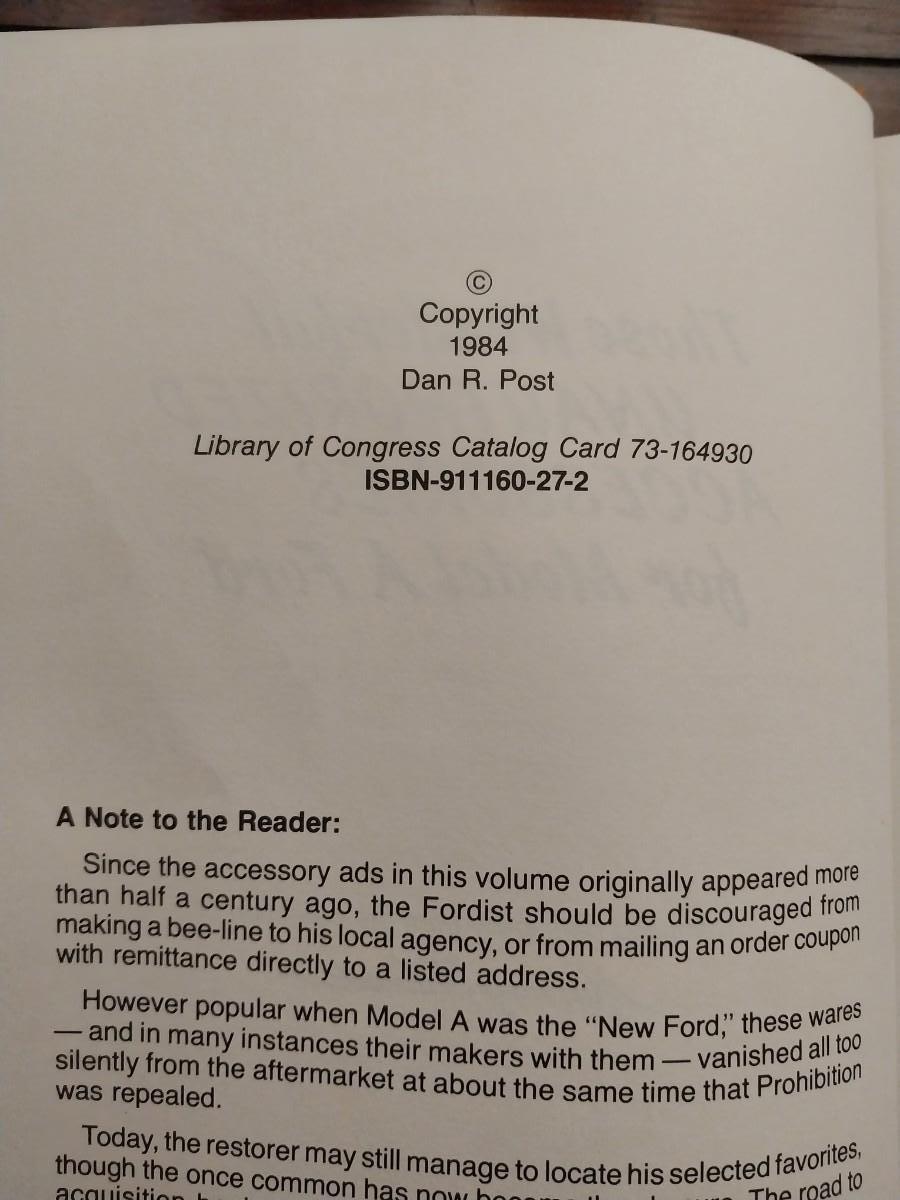 ©
Copyright
1984
Dan R. Post
Library of Congress Catalog Card 73-164930
ISBN-911160-27-2
A Note to the Reader:
Since the accessory ads in this volume originally appeared more
than half a century ago, the Fordist should be discouraged from
making a bee-line to his local agency, or from mailing an order coupon
with remittance directly to a listed address.
However popular when Model A was the “New Ford,” these wares
— and in many instances their makers with them — vanished all too
silently from the aftermarket at about the same time that Prohibition
was repealed.
Today, the restorer may still manage to locate his selected favorites,
though the once common has now The road to
acquisition